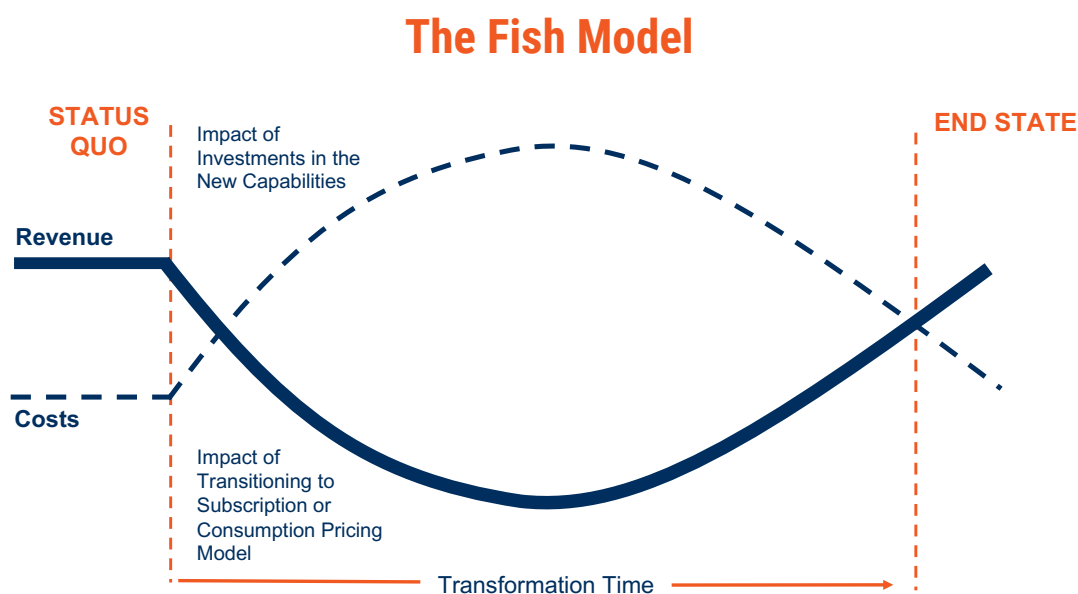 The Fish Model
STATUS
QUO
END STATE
Impact of
Investments in the
New Capabilities
Revenue
Costs
Impact of
Transitioning to
Subscription or
Consumption Pricing
Model
Transformation Time